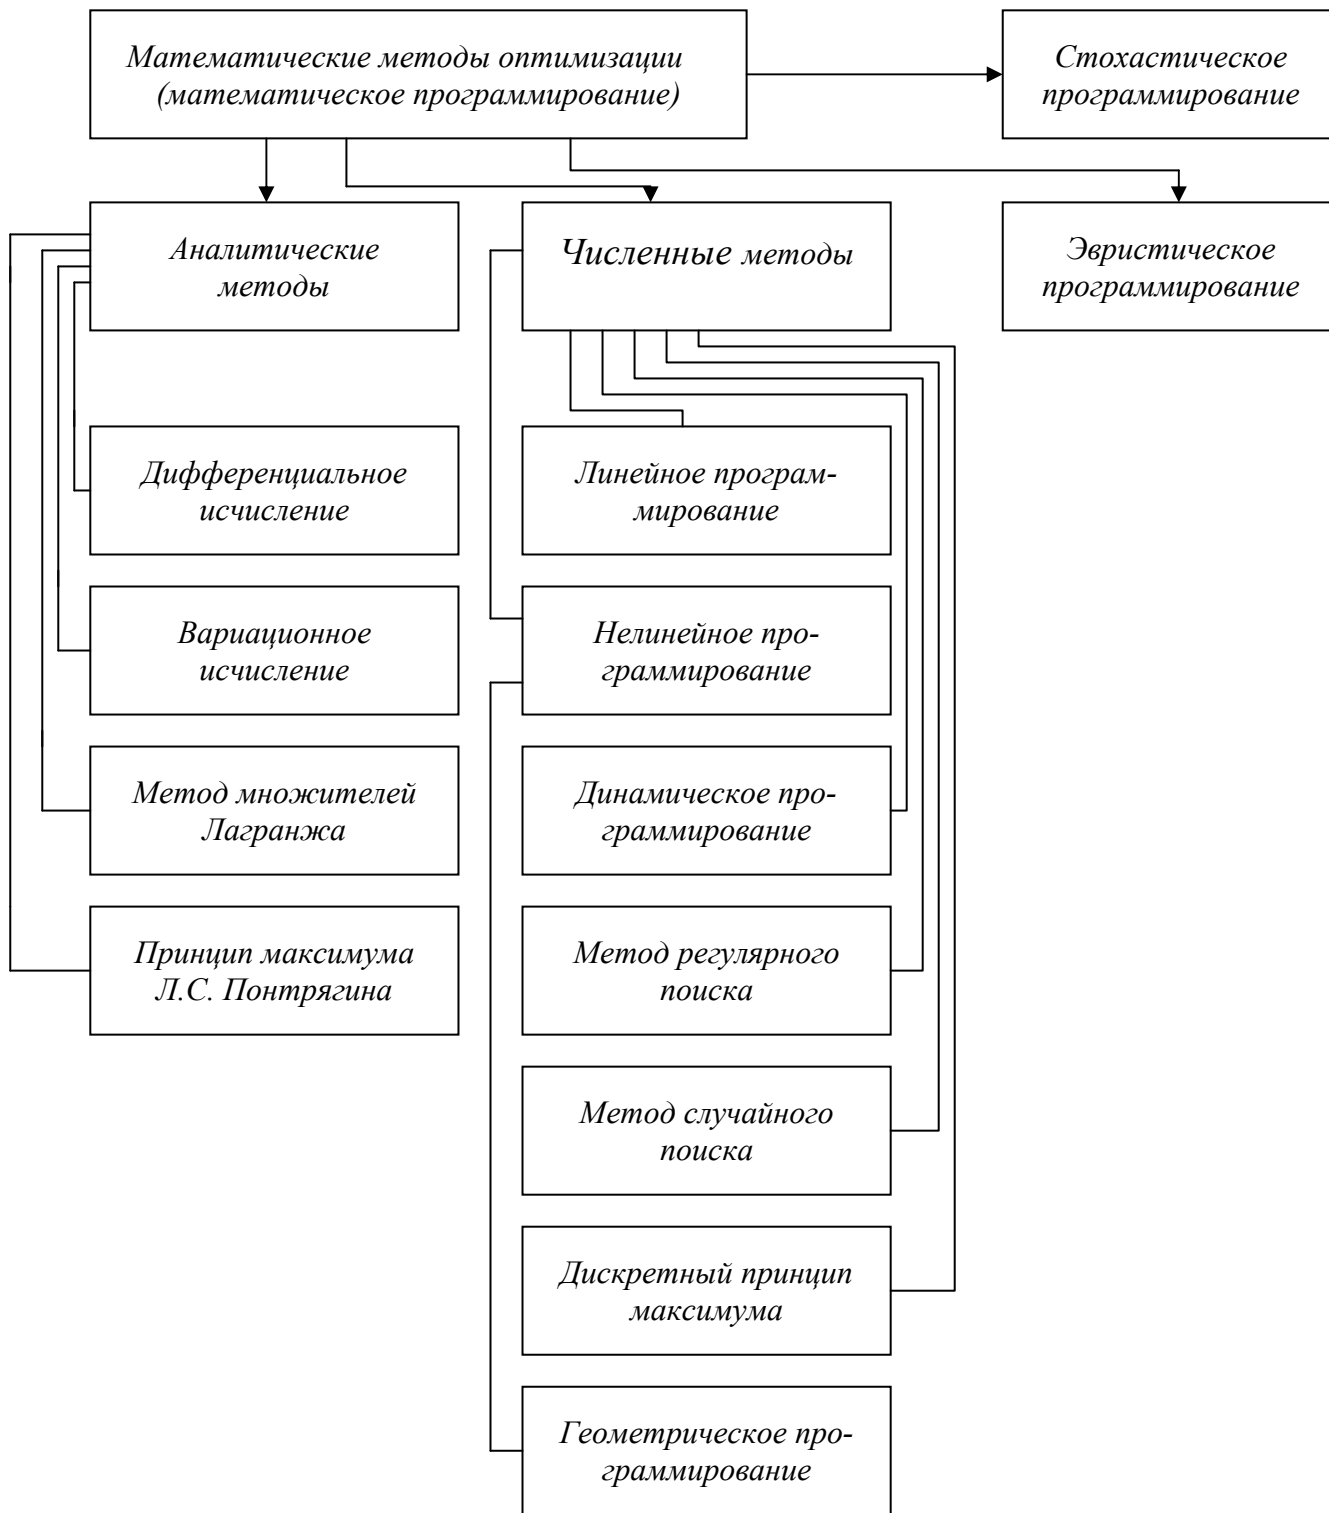 Математические методы оптимизации
(математическое программирование)
Стохастическое
программирование
Аналитические
методы
Численные методы
Эвристическое
программирование
Дифференциальное
исчисление
Линейное програм-
мирование
Вариационное
исчисление
Нелинейное про-
граммирование
Метод множителей
Лагранжа
Динамическое про-
граммирование
Принцип максимума
Л.С. Понтрягина
Метод регулярного
поиска
Метод случайного
поиска
Дискретный принцип
максимума
Геометрическое про-
граммирование